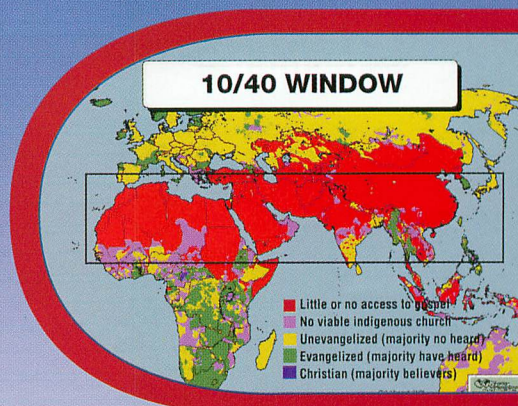 10/40 WINDOW
Little or no access to gospel
No viable indigenous church
Unevangelized (majority no heard)
Evangelized (majority have heard)
Christian (majority believers)